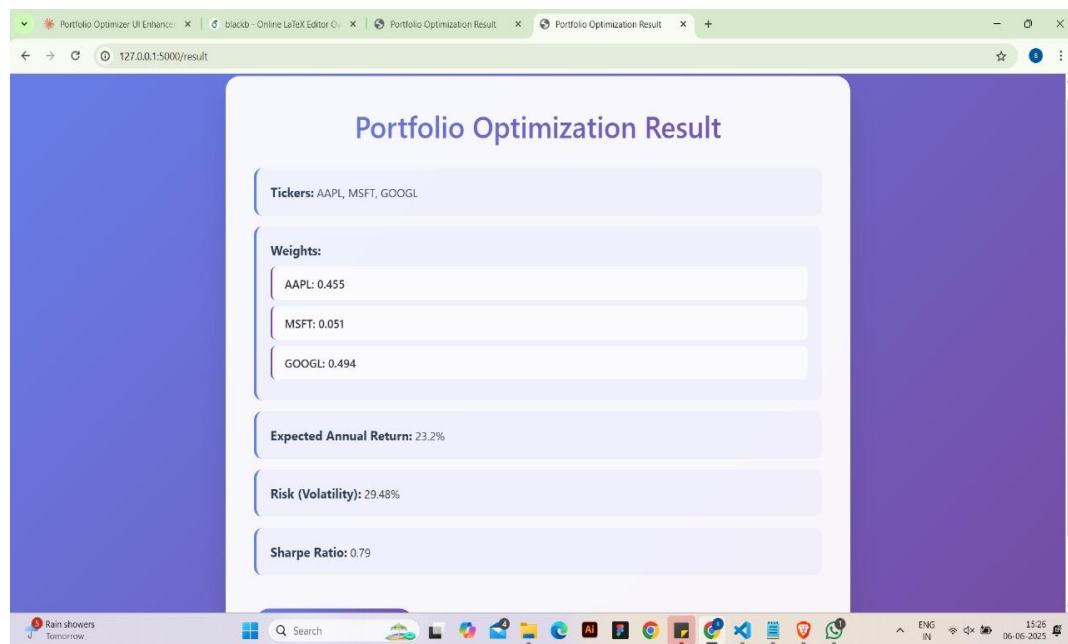 Portfolio Optimizer UI Enhance
blackb - Online LaTeX Editor Ov
Portfolio Optimization Result
Portfolio Optimization Result
127.0.0.1:5000/result
Portfolio Optimization Result
Tickers: AAPL, MSFT, GOOGL
Weights:
AAPL: 0.455
MSFT: 0.051
GOOGL: 0.494
Expected Annual Return: 23.2%
Risk (Volatility): 29.48%
Sharpe Ratio: 0.79
Rain showers
Tomorrow
Search
Ai
ENG
IN
15:26
06-06-2025